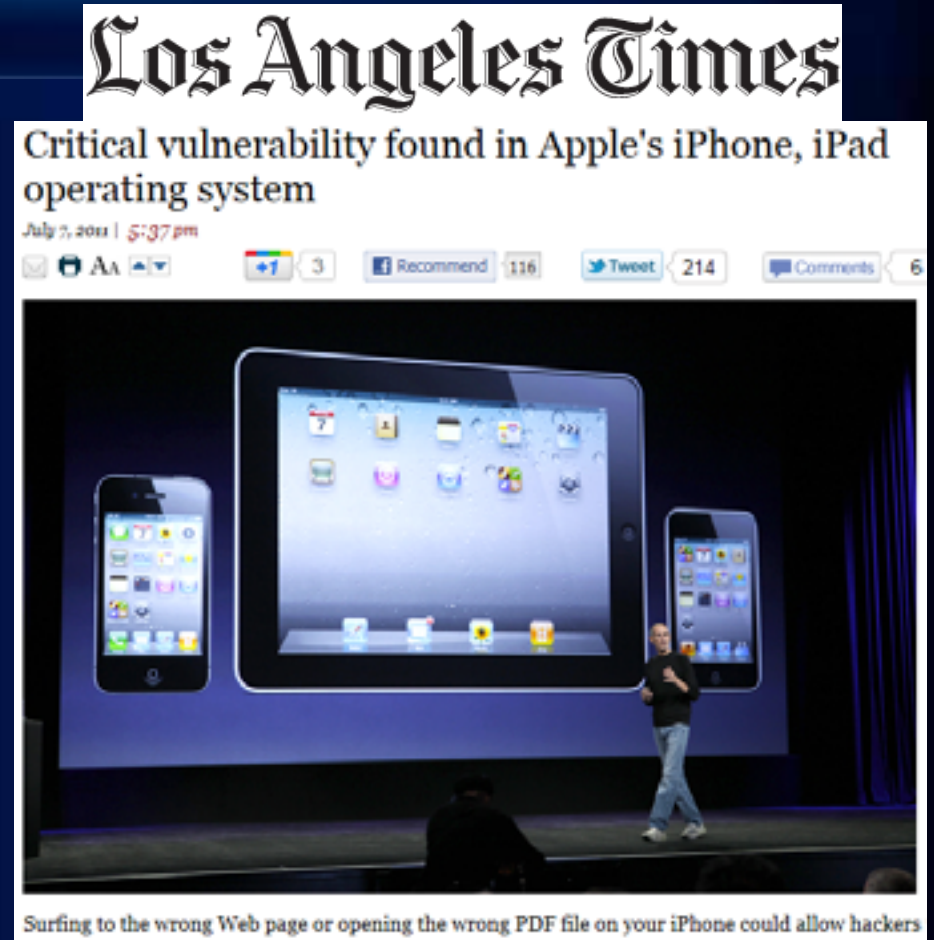 Los Angeles Times
Critical vulnerability found in Apple's iPhone, iPad
operating system
July 7, 2011 | 5:37 pm
AA +1 3 Recommend 116 Tweet 214 Comments 6
7
Surfing to the wrong Web page or opening the wrong PDF file on your iPhone could allow hackers